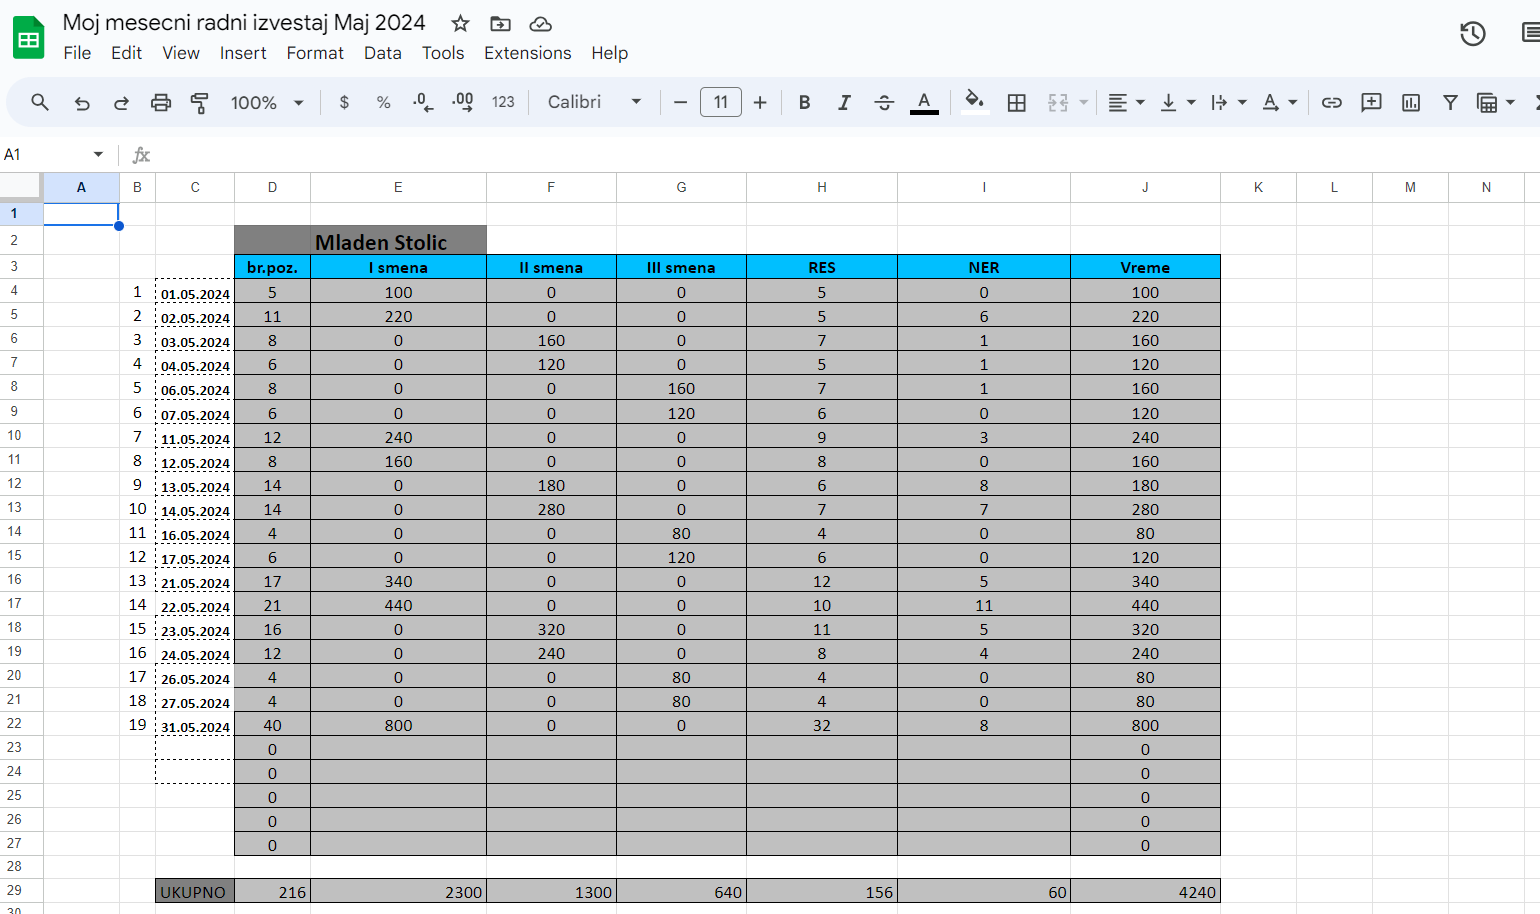 Moj mesecni radni izvestaj Maj 2024
File Edit View Insert Format Data Tools Extensions Help
100% $ % .0 .00 123 Calibri 11 B I S A
A1 fx
A B C D E F G H I J K L M N
1
2 Mladen Stolic
3 br.poz. I smena II smena III smena RES NER Vreme
4 1 01.05.2024 5 100 0 0 5 0 100
5 2 02.05.2024 11 220 0 0 5 6 220
6 3 03.05.2024 8 0 160 0 7 1 160
7 4 04.05.2024 6 0 120 0 5 1 120
8 5 06.05.2024 8 0 0 160 7 1 160
9 6 07.05.2024 6 0 0 120 6 0 120
10 7 11.05.2024 12 240 0 0 9 3 240
11 8 12.05.2024 8 160 0 0 8 0 160
12 9 13.05.2024 14 0 180 0 6 8 180
13 10 14.05.2024 14 0 280 0 7 7 280
14 11 16.05.2024 4 0 0 80 4 0 80
15 12 17.05.2024 6 0 0 120 6 0 120
16 13 21.05.2024 17 340 0 0 12 5 340
17 14 22.05.2024 21 440 0 0 10 11 440
18 15 23.05.2024 16 0 320 0 11 5 320
19 16 24.05.2024 12 0 240 0 8 4 240
20 17 26.05.2024 4 0 0 80 4 0 80
21 18 27.05.2024 4 0 0 80 4 0 80
22 19 31.05.2024 40 800 0 0 32 8 800
23 0 0
24 0 0
25 0 0
26 0 0
27 0 0
28
29 UKUPNO 216 2300 1300 640 156 60 4240
30